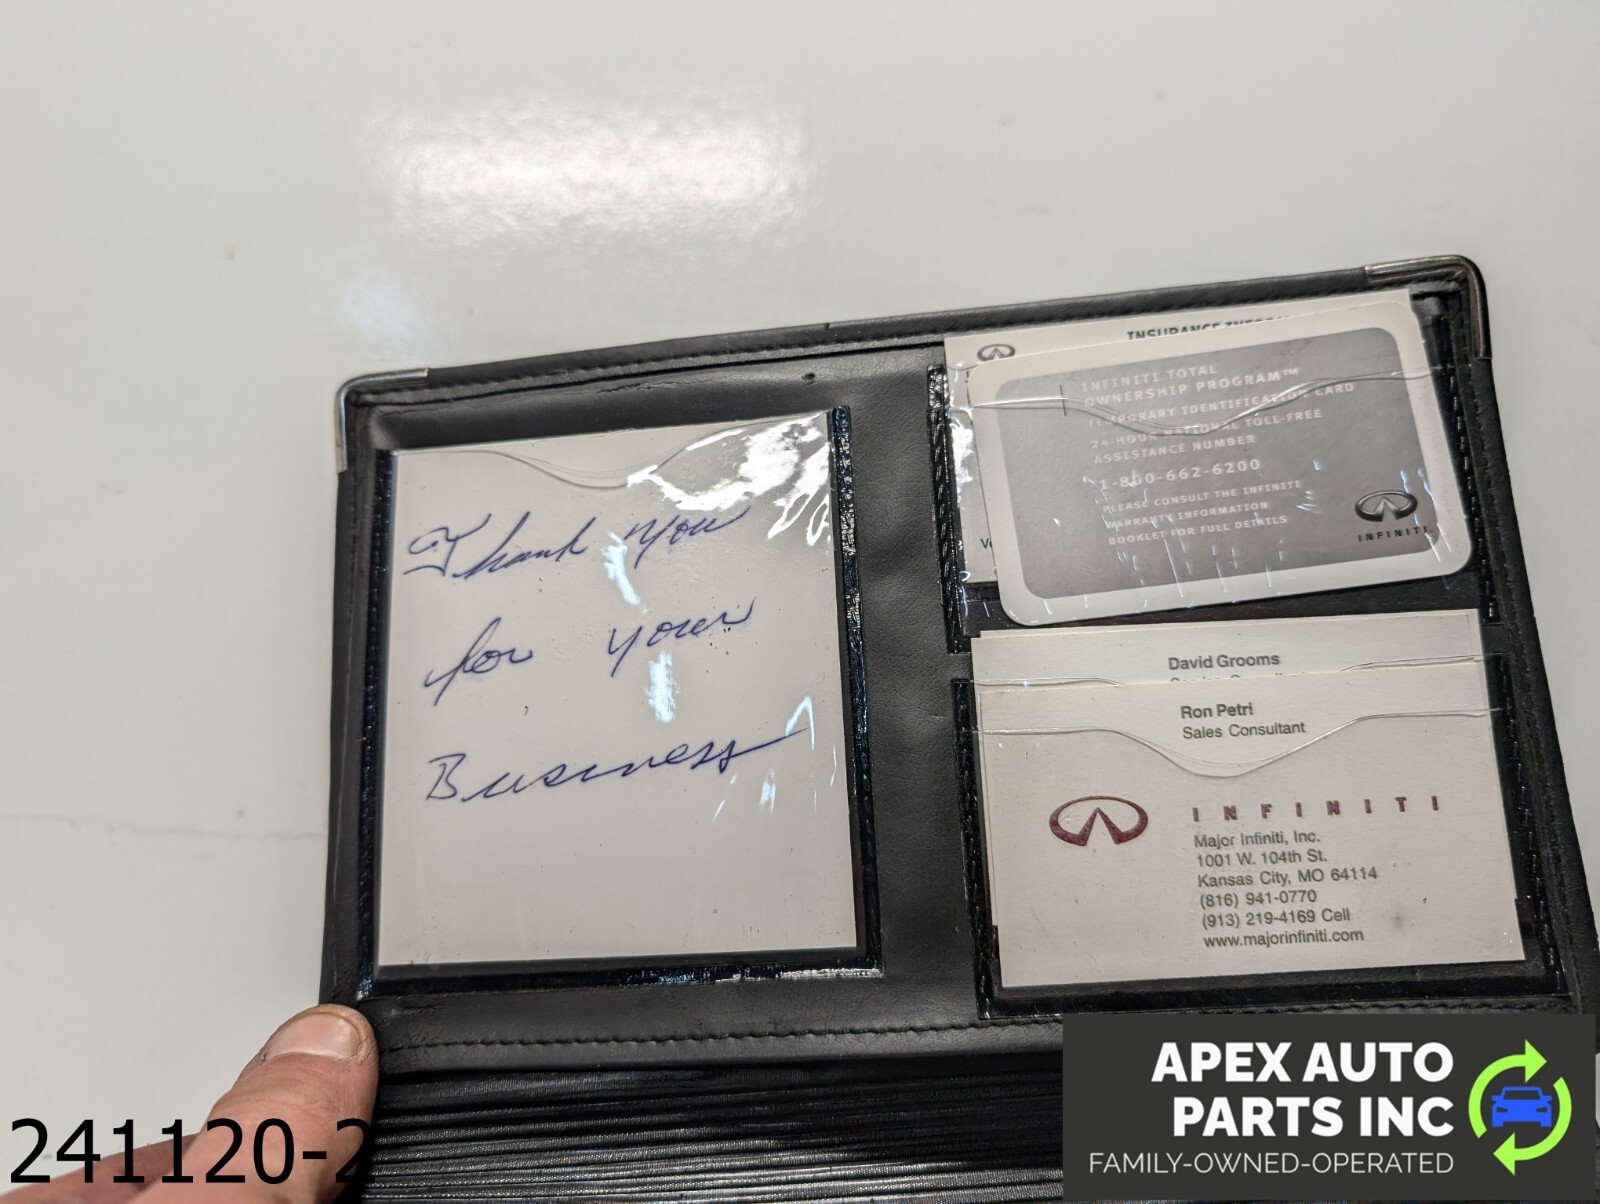 Thank You
for your
Business
INSURANCE
INFINITI TOTAL
OWNERSHIP PROGRAM™
TEMPORARY IDENTIFICATION CARD
24-HOUR NATIONAL TOLL-FREE
ASSISTANCE NUMBER
1-800-662-6200
PLEASE CONSULT THE INFINITI
WARRANTY INFORMATION
BOOKLET FOR FULL DETAILS
INFINITI
David Grooms
Ron Petri
Sales Consultant
INFINITI
Major Infiniti, Inc.
1001 W. 104th St.
Kansas City, MO 64114
(816) 941-0770
(913) 219-4169 Cell
www.majorinfiniti.com
241120-2
APEX AUTO
PARTS INC
FAMILY-OWNED-OPERATED